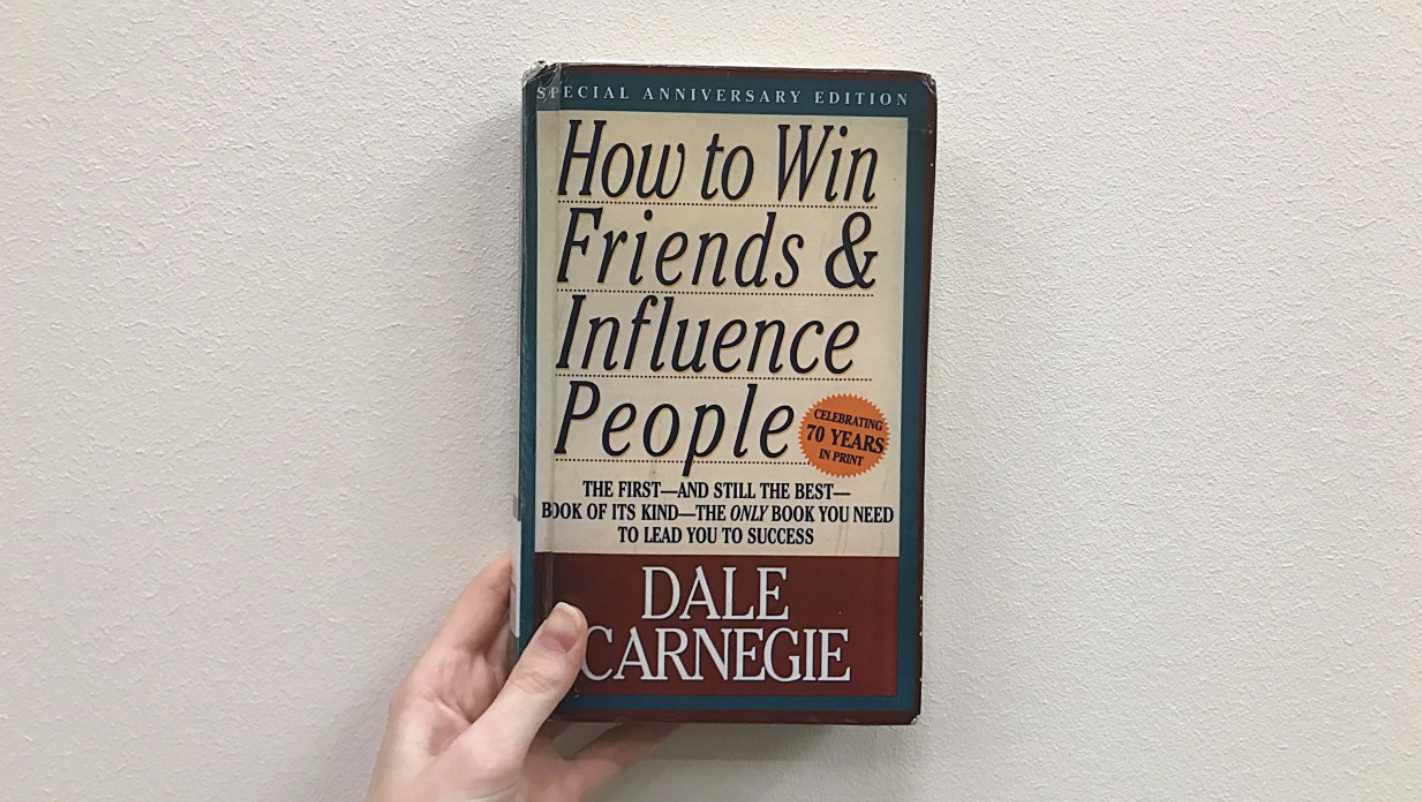 SPECIAL ANNIVERSARY EDITION
How to Win
Friends &
Influence
People
CELEBRATING
70 YEARS
IN PRINT
THE FIRST—AND STILL THE BEST—
BOOK OF ITS KIND—THE ONLY BOOK YOU NEED
TO LEAD YOU TO SUCCESS
DALE
CARNEGIE